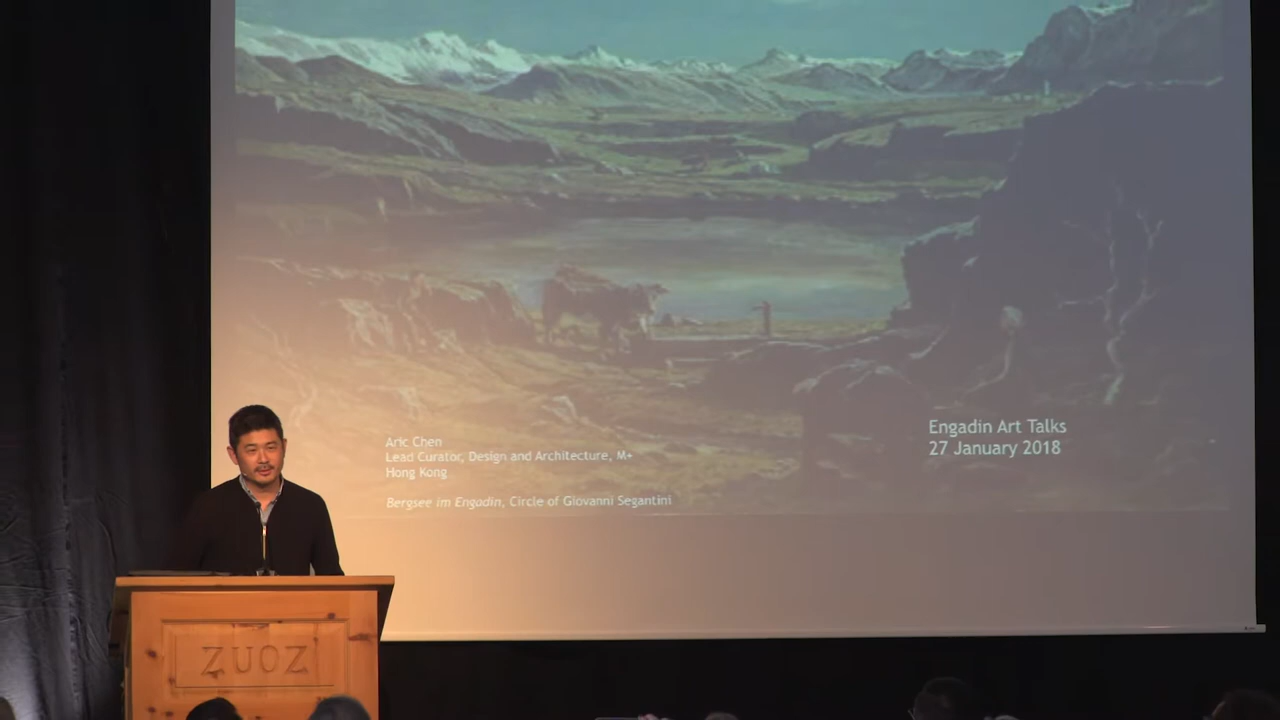 Aric Chen
Lead Curator, Design and Architecture, M+
Hong Kong
Bergsee im Engadin, Circle of Giovanni Segantini
Engadin Art Talks
27 January 2018
ZUOZ